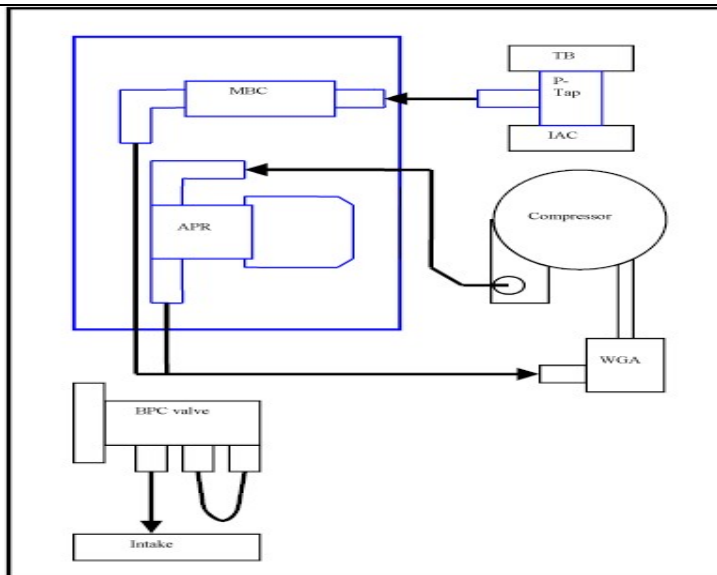 TB
MBC
P-
Tap
IAC
Compressor
APR
WGA
BPC valve
Intake